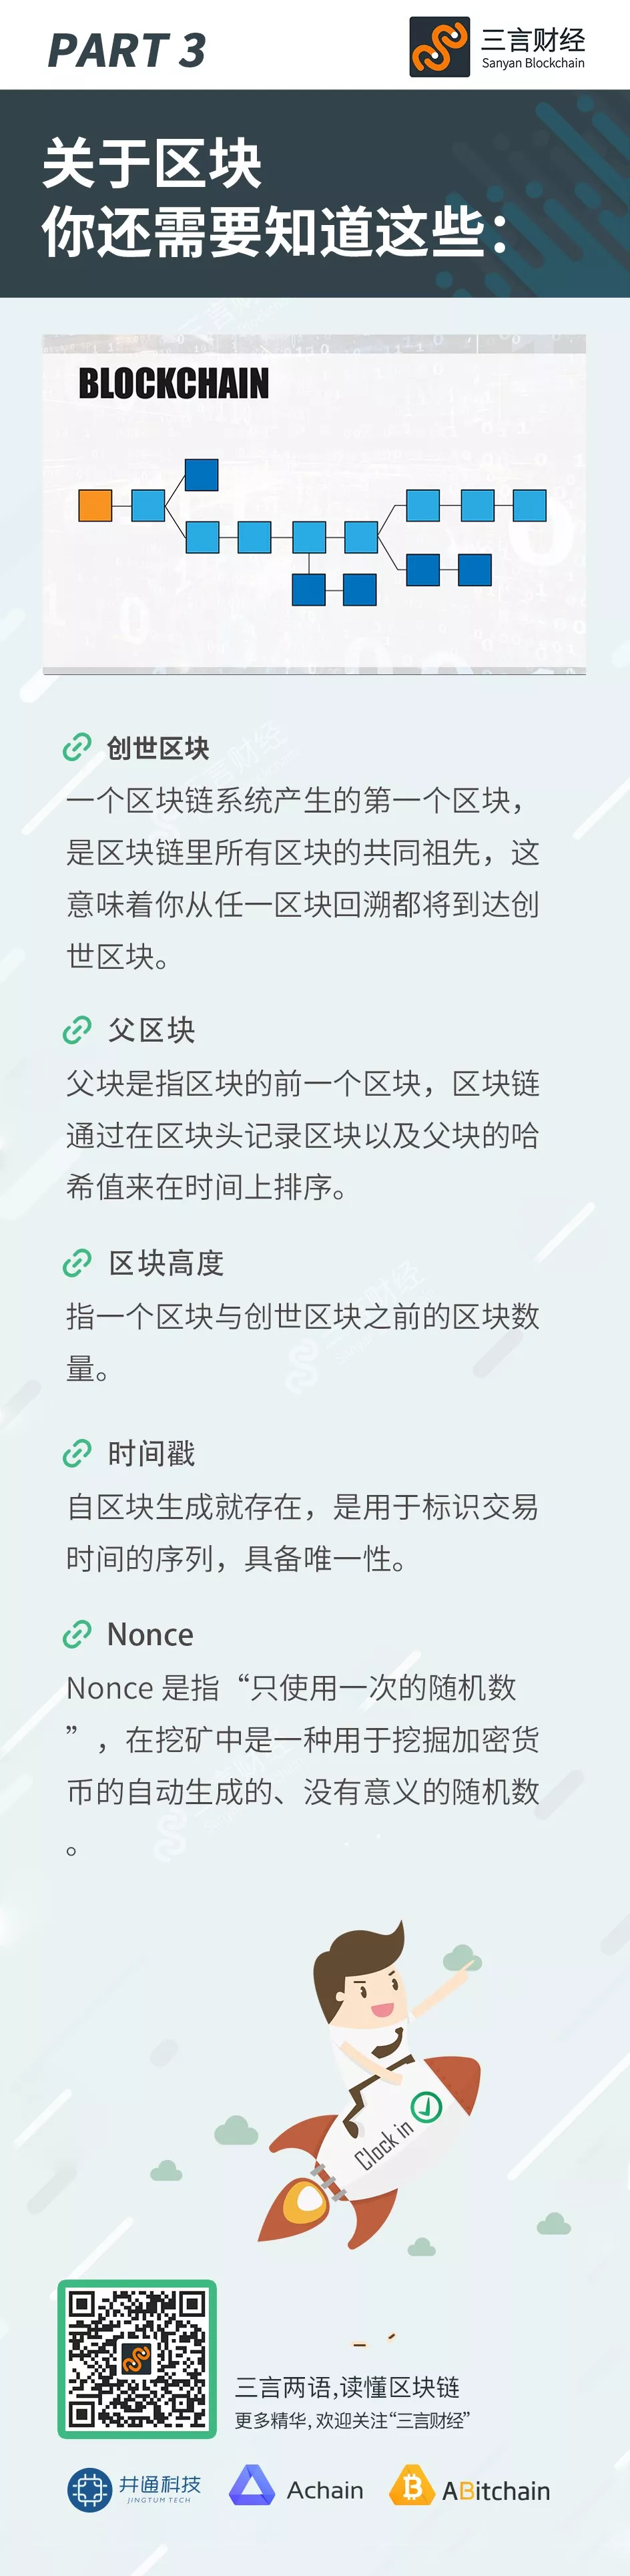 PART 3
三言财经
Sanyan Blockchain
关于区块
你还需要知道这些：
BLOCKCHAIN
创世区块
一个区块链系统产生的第一个区块，
是区块链里所有区块的共同祖先，这
意味着你从任一区块回溯都将到达创
世区块。
父区块
父块是指区块的前一个区块，区块链
通过在区块头记录区块以及父块的哈
希值来在时间上排序。
区块高度
指一个区块与创世区块之前的区块数
量。
时间戳
自区块生成就存在，是用于标识交易
时间的序列，具备唯一性。
Nonce
Nonce 是指“只使用一次的随机数
”，在挖矿中是一种用于挖掘加密货
币的自动生成的、没有意义的随机数
。
Clock in
三言两语,读懂区块链
更多精华, 欢迎关注“三言财经”
井通科技
JINGTUM TECH
Achain
ABitchain